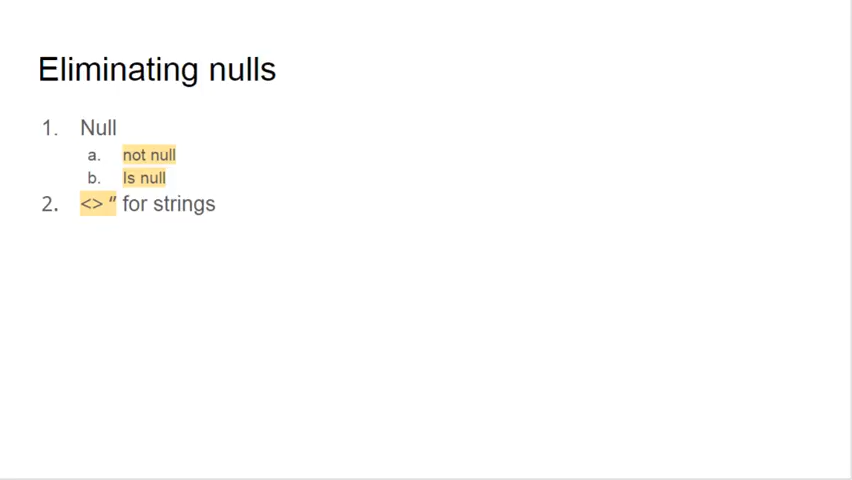 Eliminating nulls
1. Null
a. not null
b. Is null
2. <> ‘’ for strings